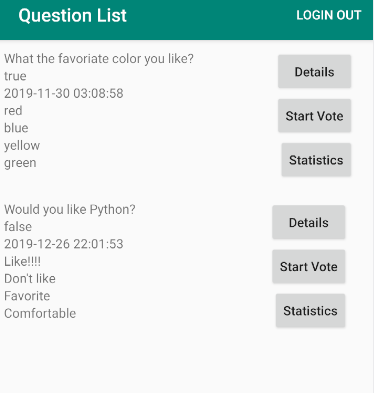 Question List
LOGIN OUT
What the favoriate color you like?
true
2019-11-30 03:08:58
red
blue
yellow
green
Details
Start Vote
Statistics
Would you like Python?
false
2019-12-26 22:01:53
Like!!!!
Don't like
Favorite
Comfortable
Details
Start Vote
Statistics